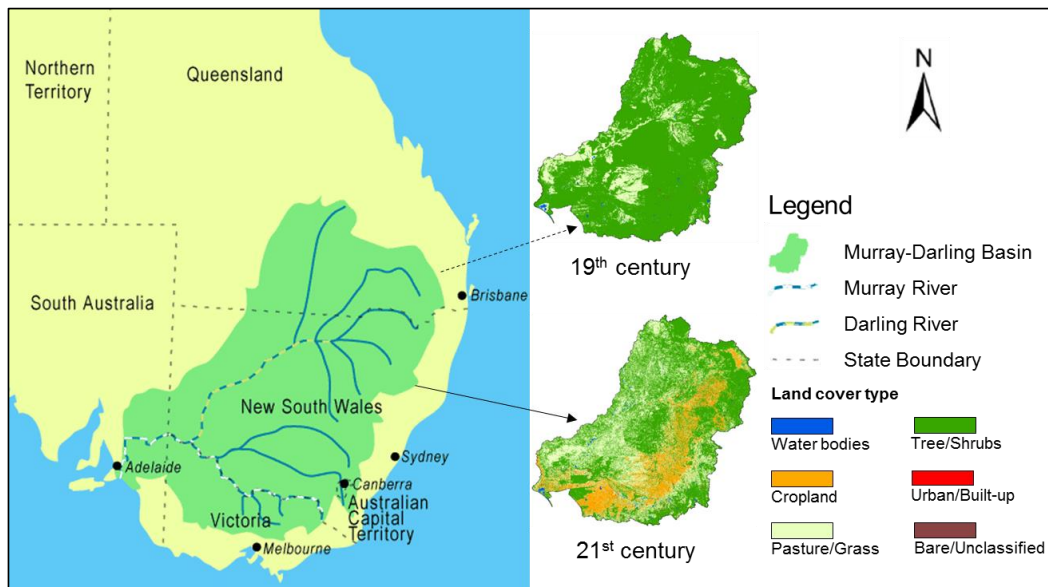 Northern
Territory
Queensland
South Australia
Brisbane
New South Wales
Adelaide
Sydney
Canberra
Australian
Capital
Territory
Victoria
Melbourne
19th century
21st century
N
Legend
Murray-Darling Basin
Murray River
Darling River
State Boundary
Land cover type
Water bodies
Tree/Shrubs
Cropland
Urban/Built-up
Pasture/Grass
Bare/Unclassified